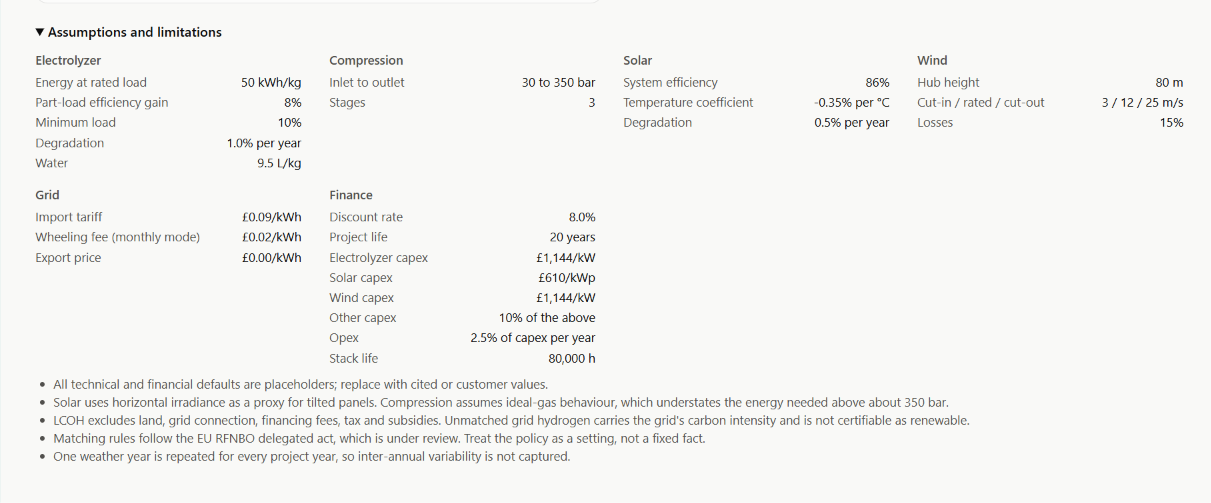 ▼ Assumptions and limitations
Electrolyzer
Energy at rated load 50 kWh/kg
Part-load efficiency gain 8%
Minimum load 10%
Degradation 1.0% per year
Water 9.5 L/kg
Compression
Inlet to outlet 30 to 350 bar
Stages 3
Solar
System efficiency 86%
Temperature coefficient -0.35% per °C
Degradation 0.5% per year
Wind
Hub height 80 m
Cut-in / rated / cut-out 3 / 12 / 25 m/s
Losses 15%
Grid
Import tariff £0.09/kWh
Wheeling fee (monthly mode) £0.02/kWh
Export price £0.00/kWh
Finance
Discount rate 8.0%
Project life 20 years
Electrolyzer capex £1,144/kW
Solar capex £610/kWp
Wind capex £1,144/kW
Other capex 10% of the above
Opex 2.5% of capex per year
Stack life 80,000 h
• All technical and financial defaults are placeholders; replace with cited or customer values.
• Solar uses horizontal irradiance as a proxy for tilted panels. Compression assumes ideal-gas behaviour, which understates the energy needed above about 350 bar.
• LCOH excludes land, grid connection, financing fees, tax and subsidies. Unmatched grid hydrogen carries the grid's carbon intensity and is not certifiable as renewable.
• Matching rules follow the EU RFNBO delegated act, which is under review. Treat the policy as a setting, not a fixed fact.
• One weather year is repeated for every project year, so inter-annual variability is not captured.